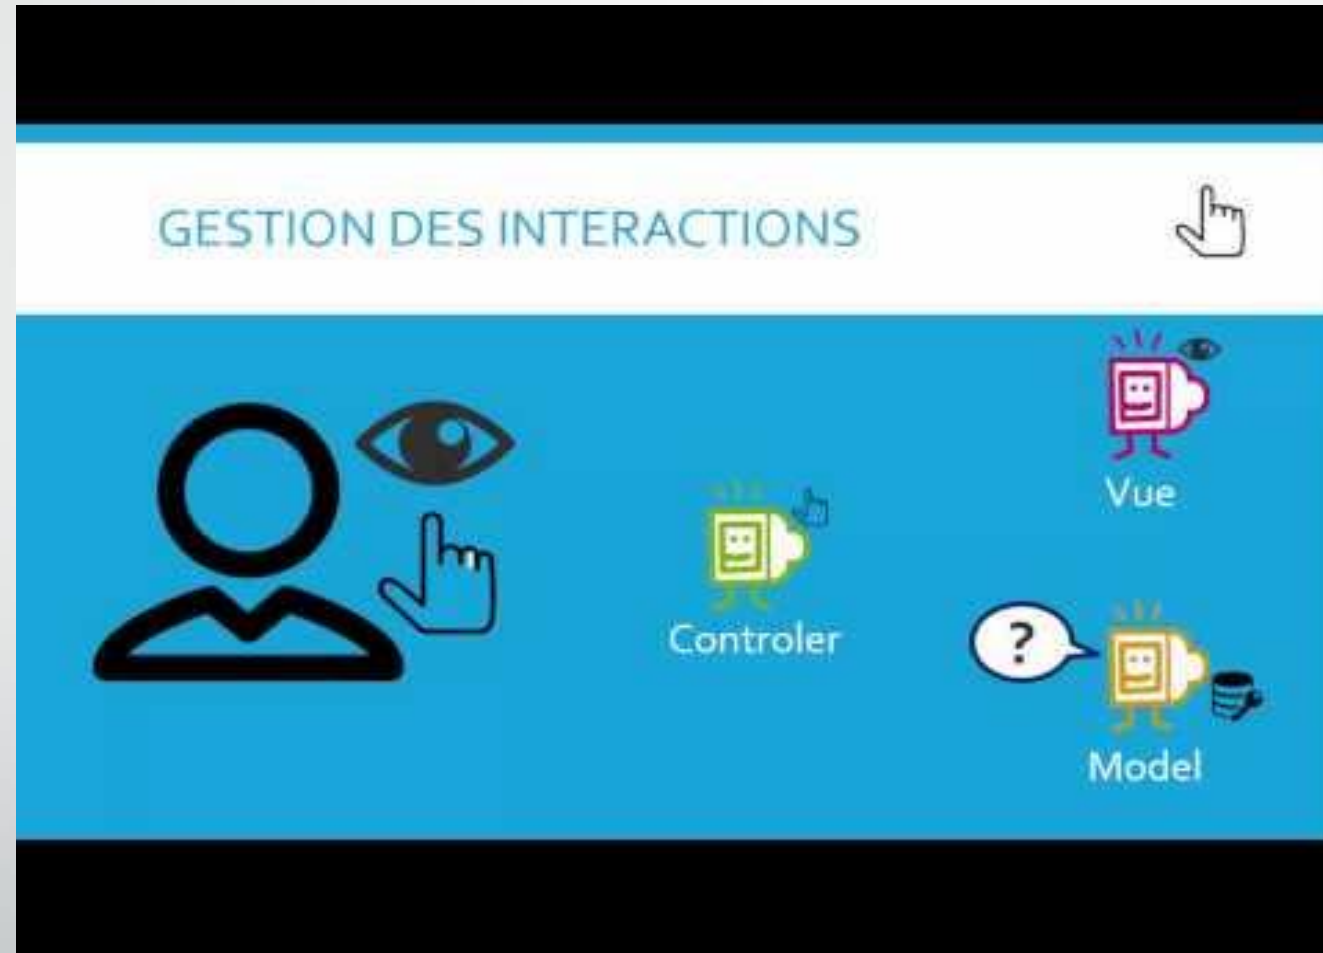 GESTION DES INTERACTIONS
Vue
Controler
?
Model